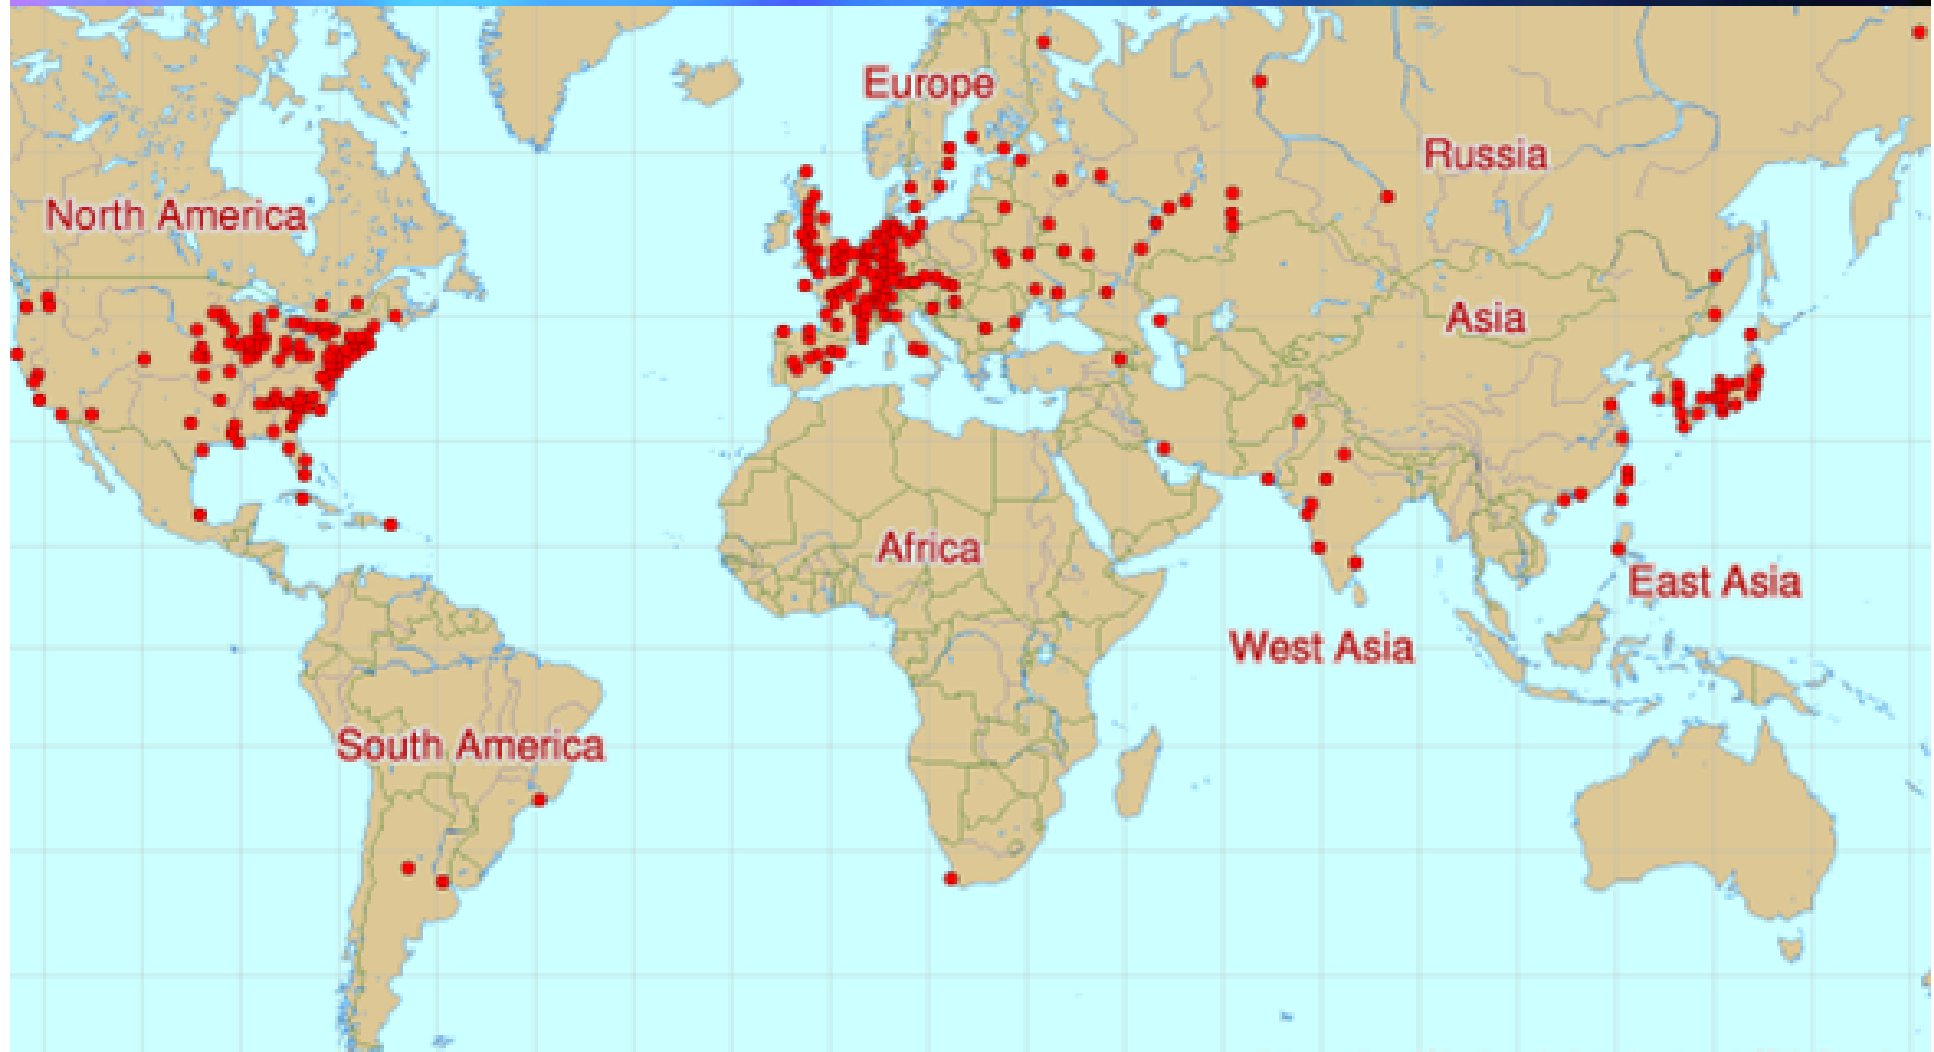 Europe
Russia
North America
Asia
Africa
East Asia
West Asia
South America